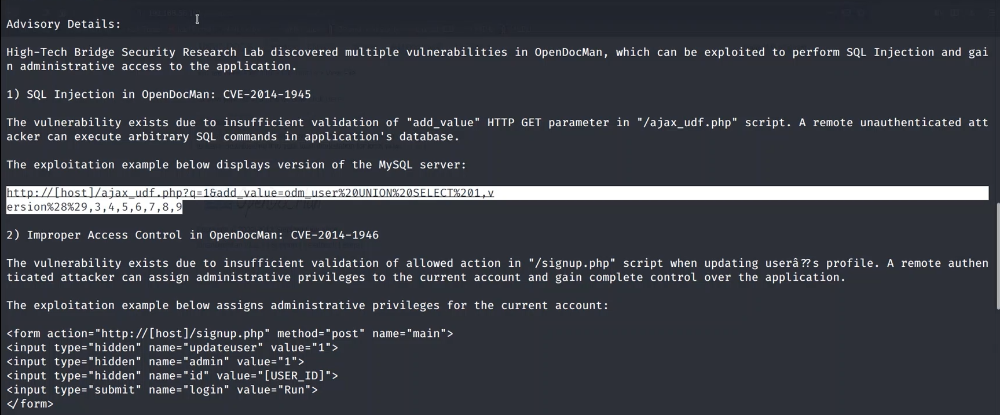 Advisory Details:
High-Tech Bridge Security Research Lab discovered multiple vulnerabilities in OpenDocMan, which can be exploited to perform SQL Injection and gai
n administrative access to the application.
1) SQL Injection in OpenDocMan: CVE-2014-1945
The vulnerability exists due to insufficient validation of "add_value" HTTP GET parameter in "/ajax_udf.php" script. A remote unauthenticated att
acker can execute arbitrary SQL commands in application's database.
The exploitation example below displays version of the MySQL server:
http://[host]/ajax_udf.php?q=1&add_value=odm_user%20UNION%20SELECT%201,v
ersion%28%29,3,4,5,6,7,8,9
2) Improper Access Control in OpenDocMan: CVE-2014-1946
The vulnerability exists due to insufficient validation of allowed action in "/signup.php" script when updating userâ??s profile. A remote authen
ticated attacker can assign administrative privileges to the current account and gain complete control over the application.
The exploitation example below assigns administrative privileges for the current account:
<form action="http://[host]/signup.php" method="post" name="main">
<input type="hidden" name="updateuser" value="1">
<input type="hidden" name="admin" value="1">
<input type="hidden" name="id" value="[USER_ID]">
<input type="submit" name="login" value="Run">
</form>